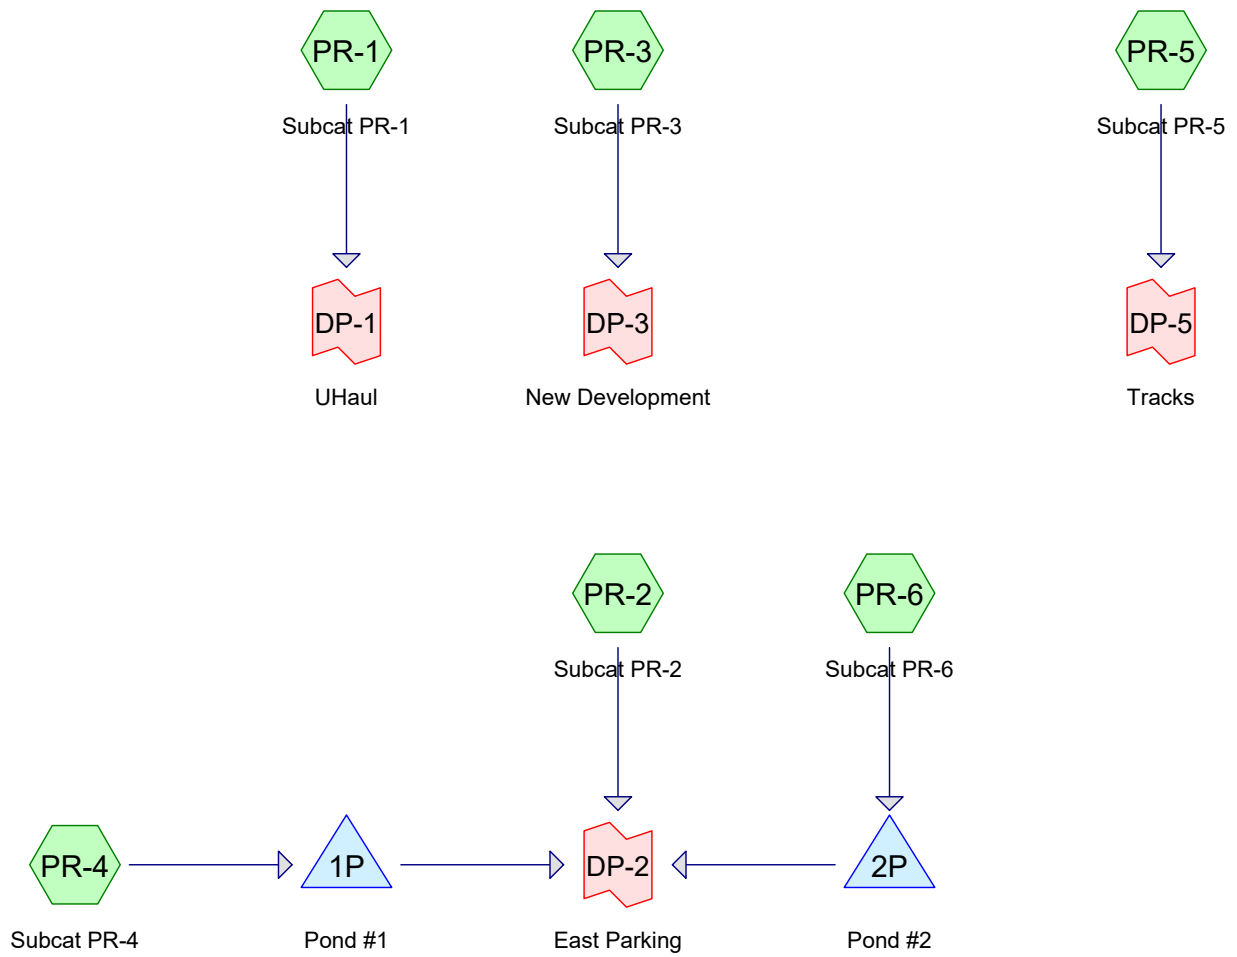 PR-1
PR-3
PR-5
Subcat PR-1
Subcat PR-3
Subcat PR-5
DP-1
DP-3
DP-5
UHaul
New Development
Tracks
PR-2
PR-6
Subcat PR-2
Subcat PR-6
PR-4
1P
DP-2
2P
Subcat PR-4
Pond #1
East Parking
Pond #2